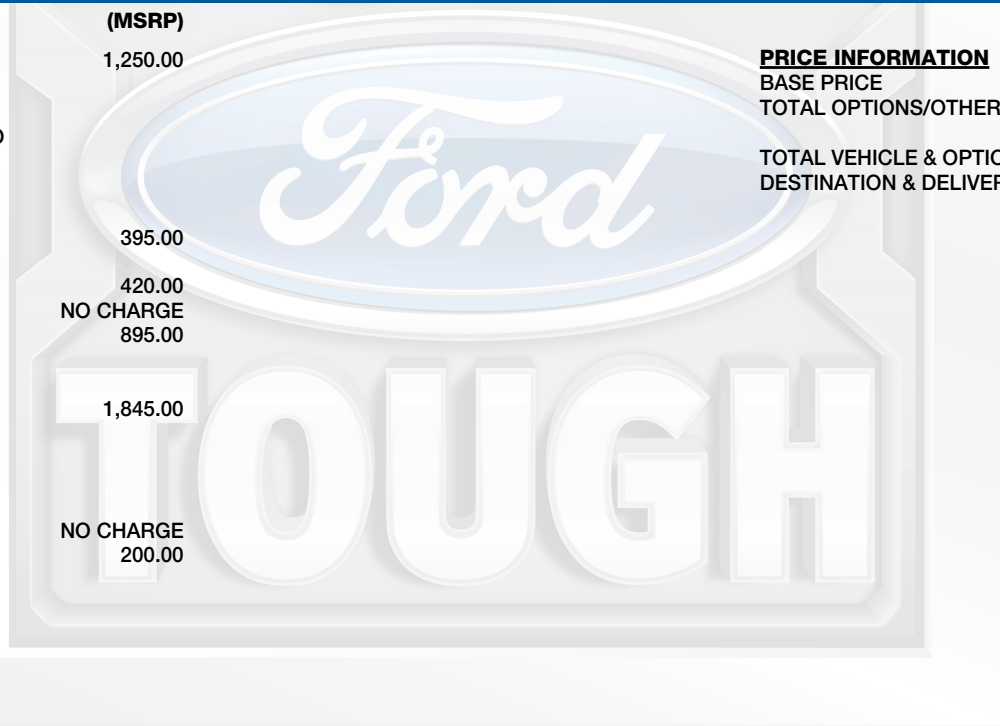 (MSRP)
1,250.00
395.00
420.00
NO CHARGE
895.00
1,845.00
NO CHARGE
200.00
PRICE INFORMATION
BASE PRICE
TOTAL OPTIONS/OTHER
TOTAL VEHICLE & OPTIO
DESTINATION & DELIVER
Ford
TOUGH